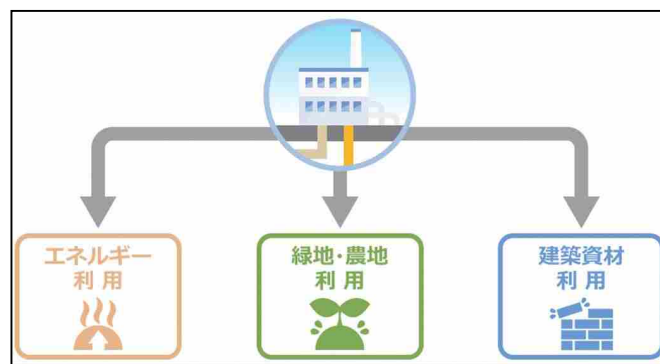 エネルギー
利用
緑地・農地
利用
建築資材
利用